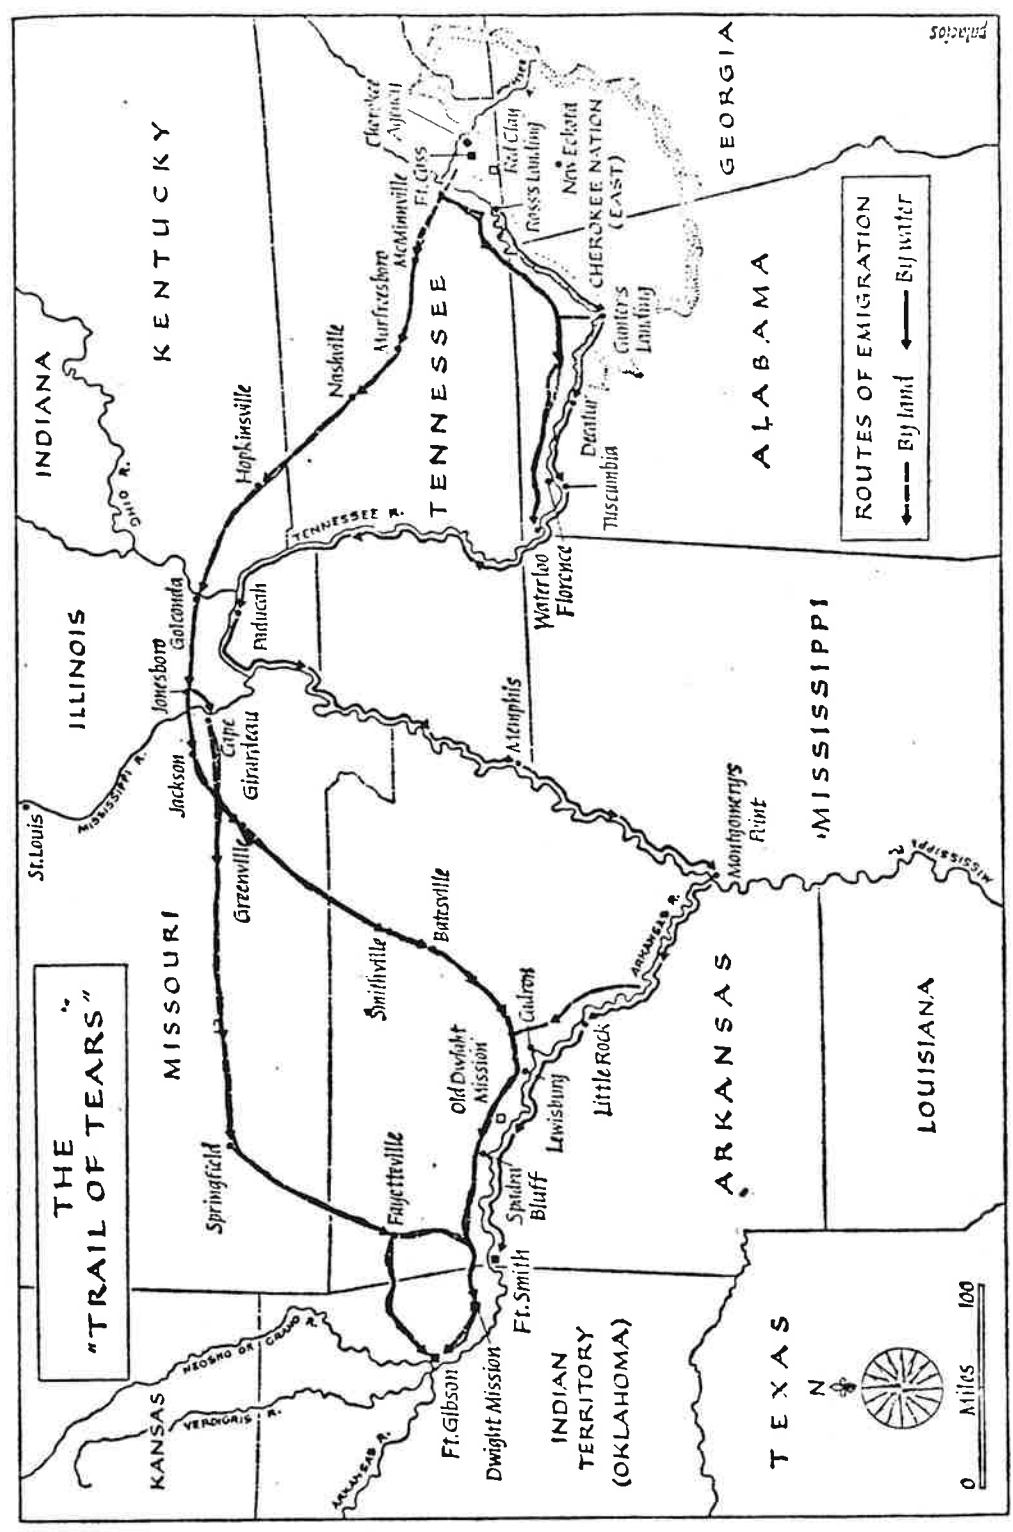 THE
"TRAIL OF TEARS"
KANSAS
NEOSHO OR GRAND R.
VERDIGRIS R.
ARKANSAS R.
Ft. Gibson
Dwight Mission
INDIAN
TERRITORY
(OKLAHOMA)
Ft. Smith
TEXAS
N
0 Miles 100
MISSOURI
Springfield
Fayetteville
St. Louis
MISSISSIPPI R.
Jackson
Cape
Girardeau
Greenville
Smithville
Batesville
Old Dwight
Mission
Cadron
Spadra
Bluff
Lewisburg
Little Rock
ARKANSAS R.
ARKANSAS
LOUISIANA
ILLINOIS
Jonesboro
Golconda
Paducah
INDIANA
OHIO R.
KENTUCKY
Hopkinsville
Nashville
Murfreesboro
McMinnville
Ft. Cass
Cherokee
Agency
TENNESSEE
TENNESSEE R.
Memphis
Montgomery's
Point
MISSISSIPPI
MISSISSIPPI
Waterloo
Florence
Tuscumbia
Decatur
Gunter's
Landing
Red Clay
Ross's Landing
New Echota
CHEROKEE NATION
(EAST)
ALABAMA
GEORGIA
ROUTES OF EMIGRATION
By land
By water
palacios